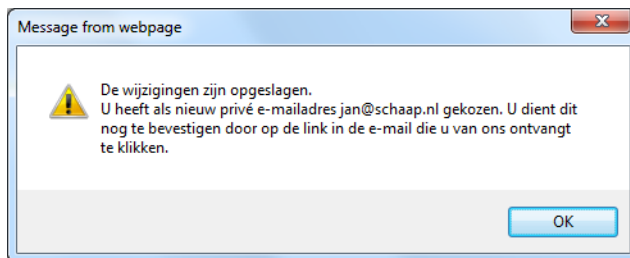 Message from webpage
De wijzigingen zijn opgeslagen.
U heeft als nieuw privé e-mailadres jan@schaap.nl gekozen. U dient dit
nog te bevestigen door op de link in de e-mail die u van ons ontvangt
te klikken.
OK